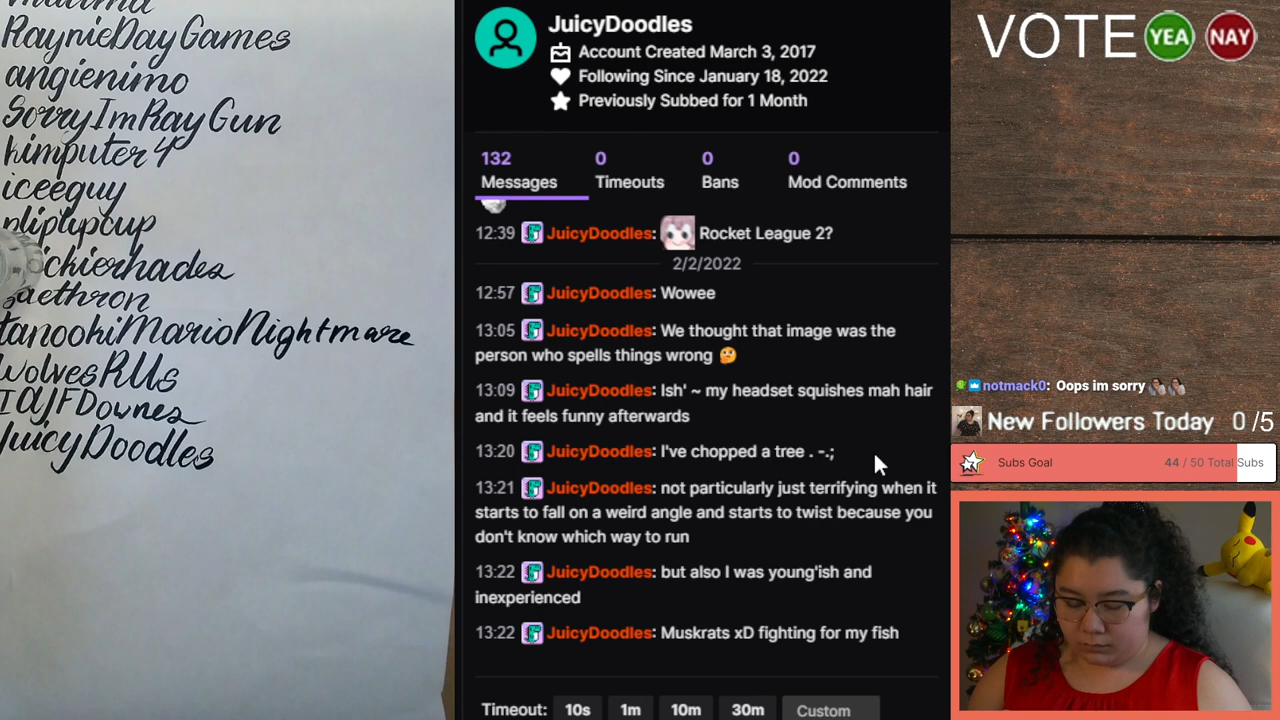 RaynieDayGames
angienimo
SorryImRayGun
kimputer4
iceeguy
ickierhades
aethron
tanookiMarioNightmare
wolvesRUs
IAJFDownes
JuicyDoodles
JuicyDoodles
Account Created March 3, 2017
Following Since January 18, 2022
Previously Subbed for 1 Month
132 0 0 0
Messages Timeouts Bans Mod Comments
12:39 JuicyDoodles: Rocket League 2?
2/2/2022
12:57 JuicyDoodles: Wowee
13:05 JuicyDoodles: We thought that image was the
person who spells things wrong 🤔
13:09 JuicyDoodles: Ish' ~ my headset squishes mah hair
and it feels funny afterwards
13:20 JuicyDoodles: I've chopped a tree . -.;
13:21 JuicyDoodles: not particularly just terrifying when it
starts to fall on a weird angle and starts to twist because you
don't know which way to run
13:22 JuicyDoodles: but also I was young'ish and
inexperienced
13:22 JuicyDoodles: Muskrats xD fighting for my fish
Timeout: 10s 1m 10m 30m Custom
VOTE YEA NAY
notmack0: Oops im sorry
New Followers Today 0 /5
Subs Goal 44 / 50 Total Subs